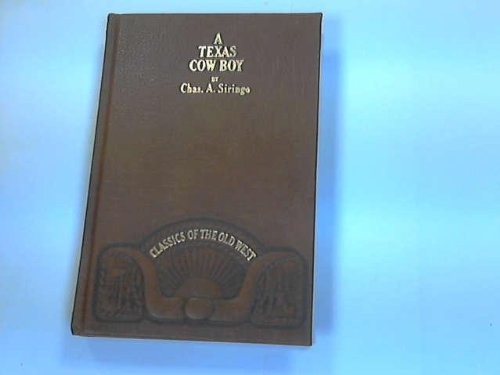 A
TEXAS
COW BOY
BY
Chas. A. Siringo
CLASSICS OF THE OLD WEST